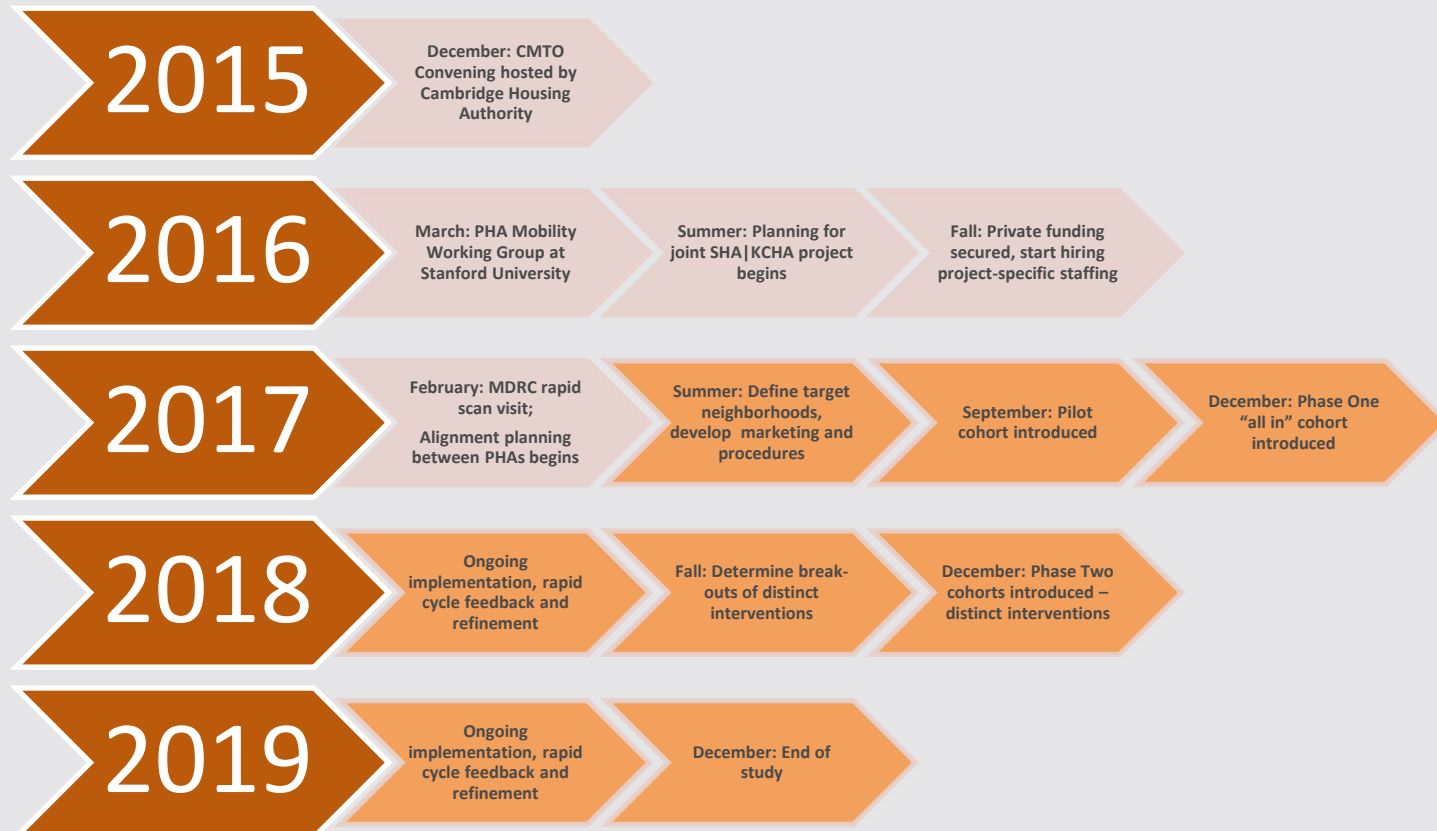 2015
December: CMTO
Convening hosted by
Cambridge Housing
Authority
2016
March: PHA Mobility
Working Group at
Stanford University
Summer: Planning for
joint SHA|KCHA project
begins
Fall: Private funding
secured, start hiring
project-specific staffing
2017
February: MDRC rapid
scan visit;
Alignment planning
between PHAs begins
Summer: Define target
neighborhoods,
develop marketing and
procedures
September: Pilot
cohort introduced
December: Phase One
“all in” cohort
introduced
2018
Ongoing
implementation, rapid
cycle feedback and
refinement
Fall: Determine break-
outs of distinct
interventions
December: Phase Two
cohorts introduced –
distinct interventions
2019
Ongoing
implementation, rapid
cycle feedback and
refinement
December: End of
study